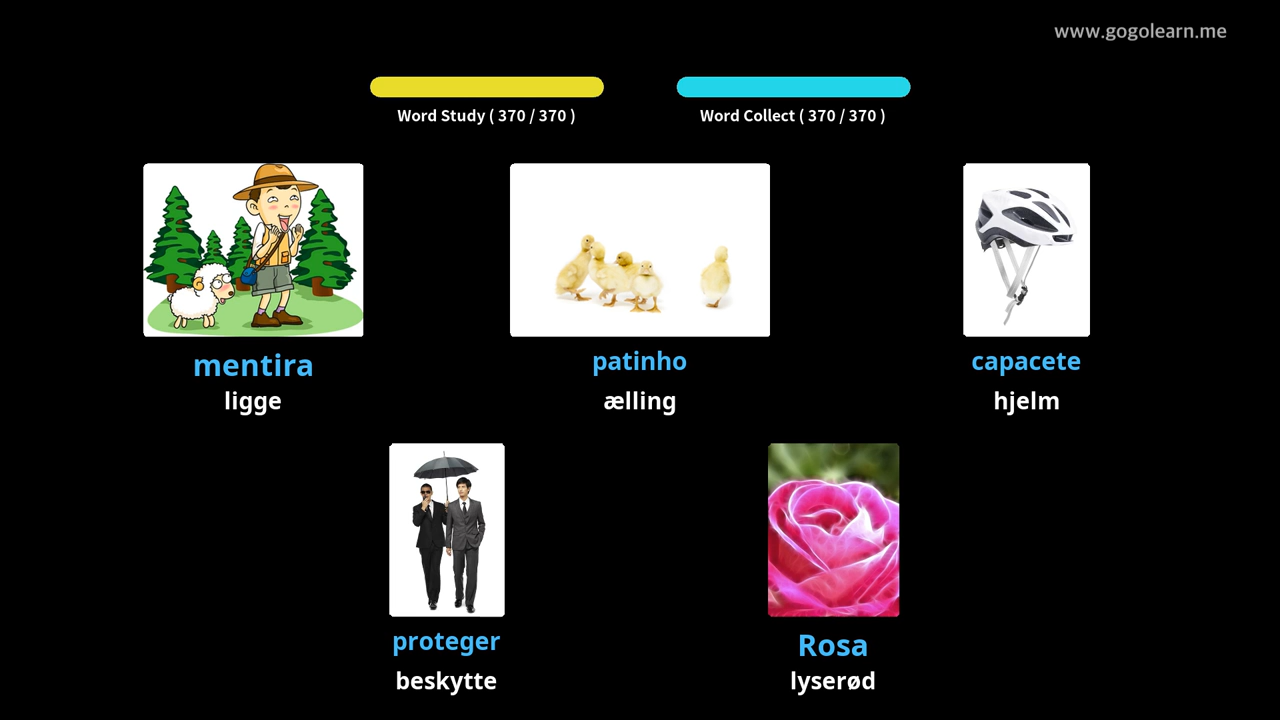 www.gogolearn.me
Word Study ( 370 / 370 )
Word Collect ( 370 / 370 )
mentira
ligge
patinho
ælling
capacete
hjelm
proteger
beskytte
Rosa
lyserød